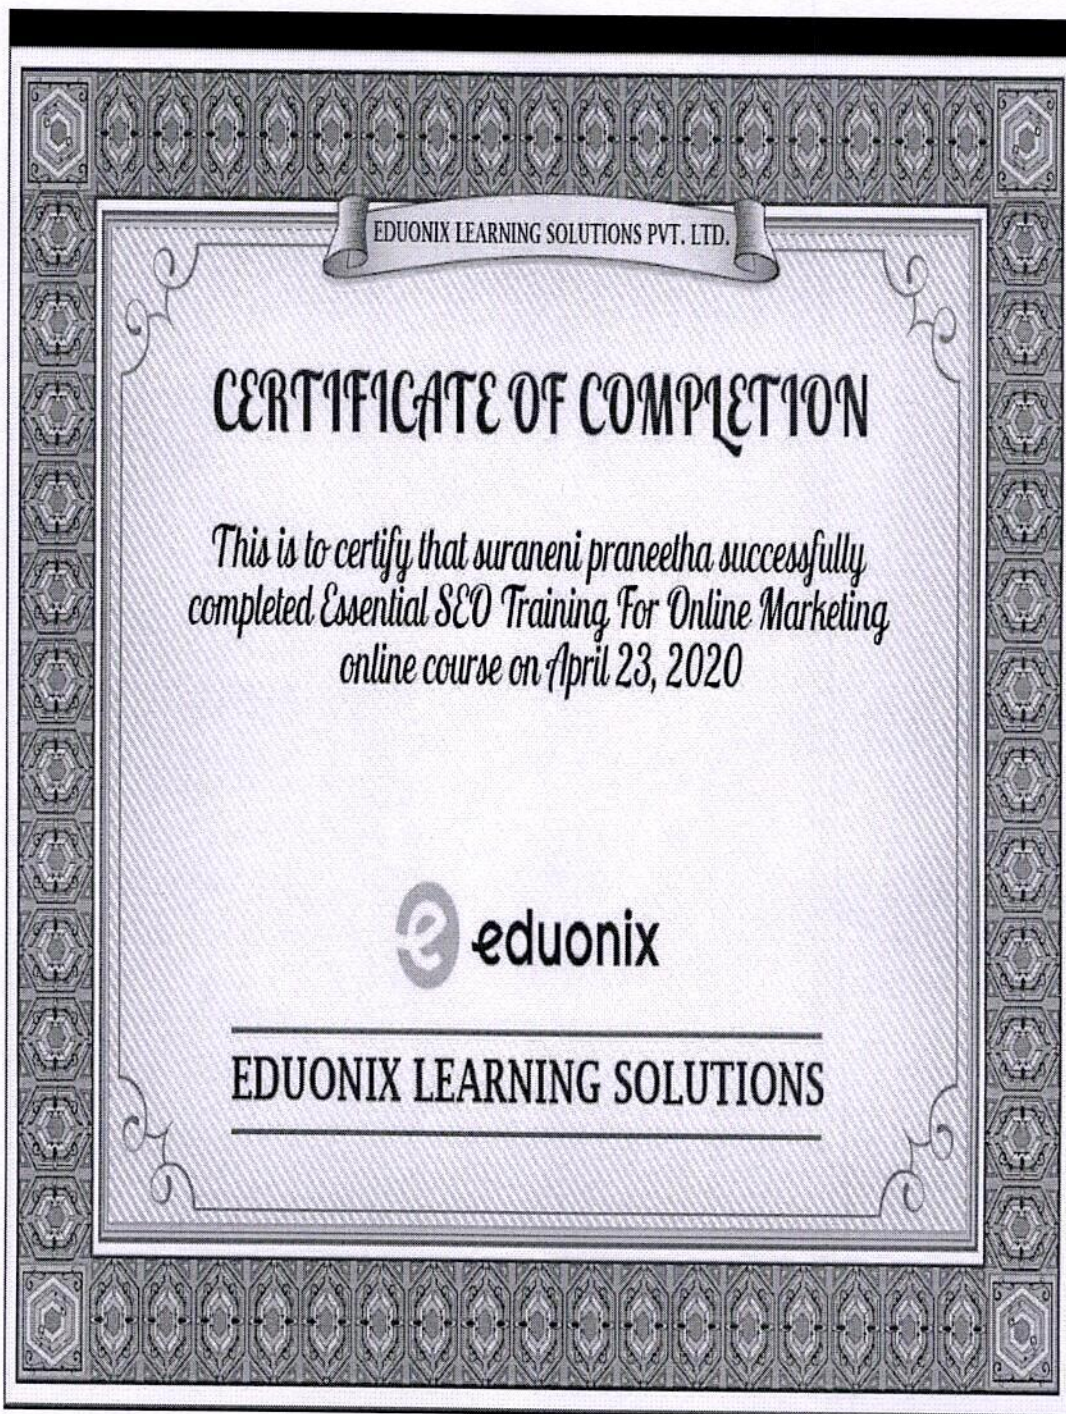 EDUONIX LEARNING SOLUTIONS PVT. LTD.
CERTIFICATE OF COMPLETION
This is to certify that suraneni praneetha successfully
completed Essential SEO Training For Online Marketing
online course on April 23, 2020
e eduonix
EDUONIX LEARNING SOLUTIONS